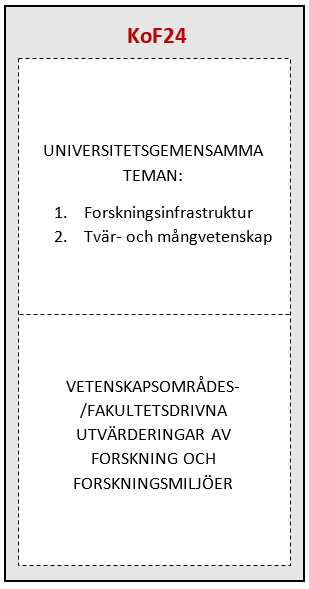 KoF24
UNIVERSITETSGEMENSAMMA
TEMAN:
1. Forskningsinfrastruktur
2. Tvär- och mångvetenskap
VETENSKAPSOMRÅDES-
/FAKULTETSDRIVNA
UTVÄRDERINGAR AV
FORSKNING OCH
FORSKNINGSMILJÖER